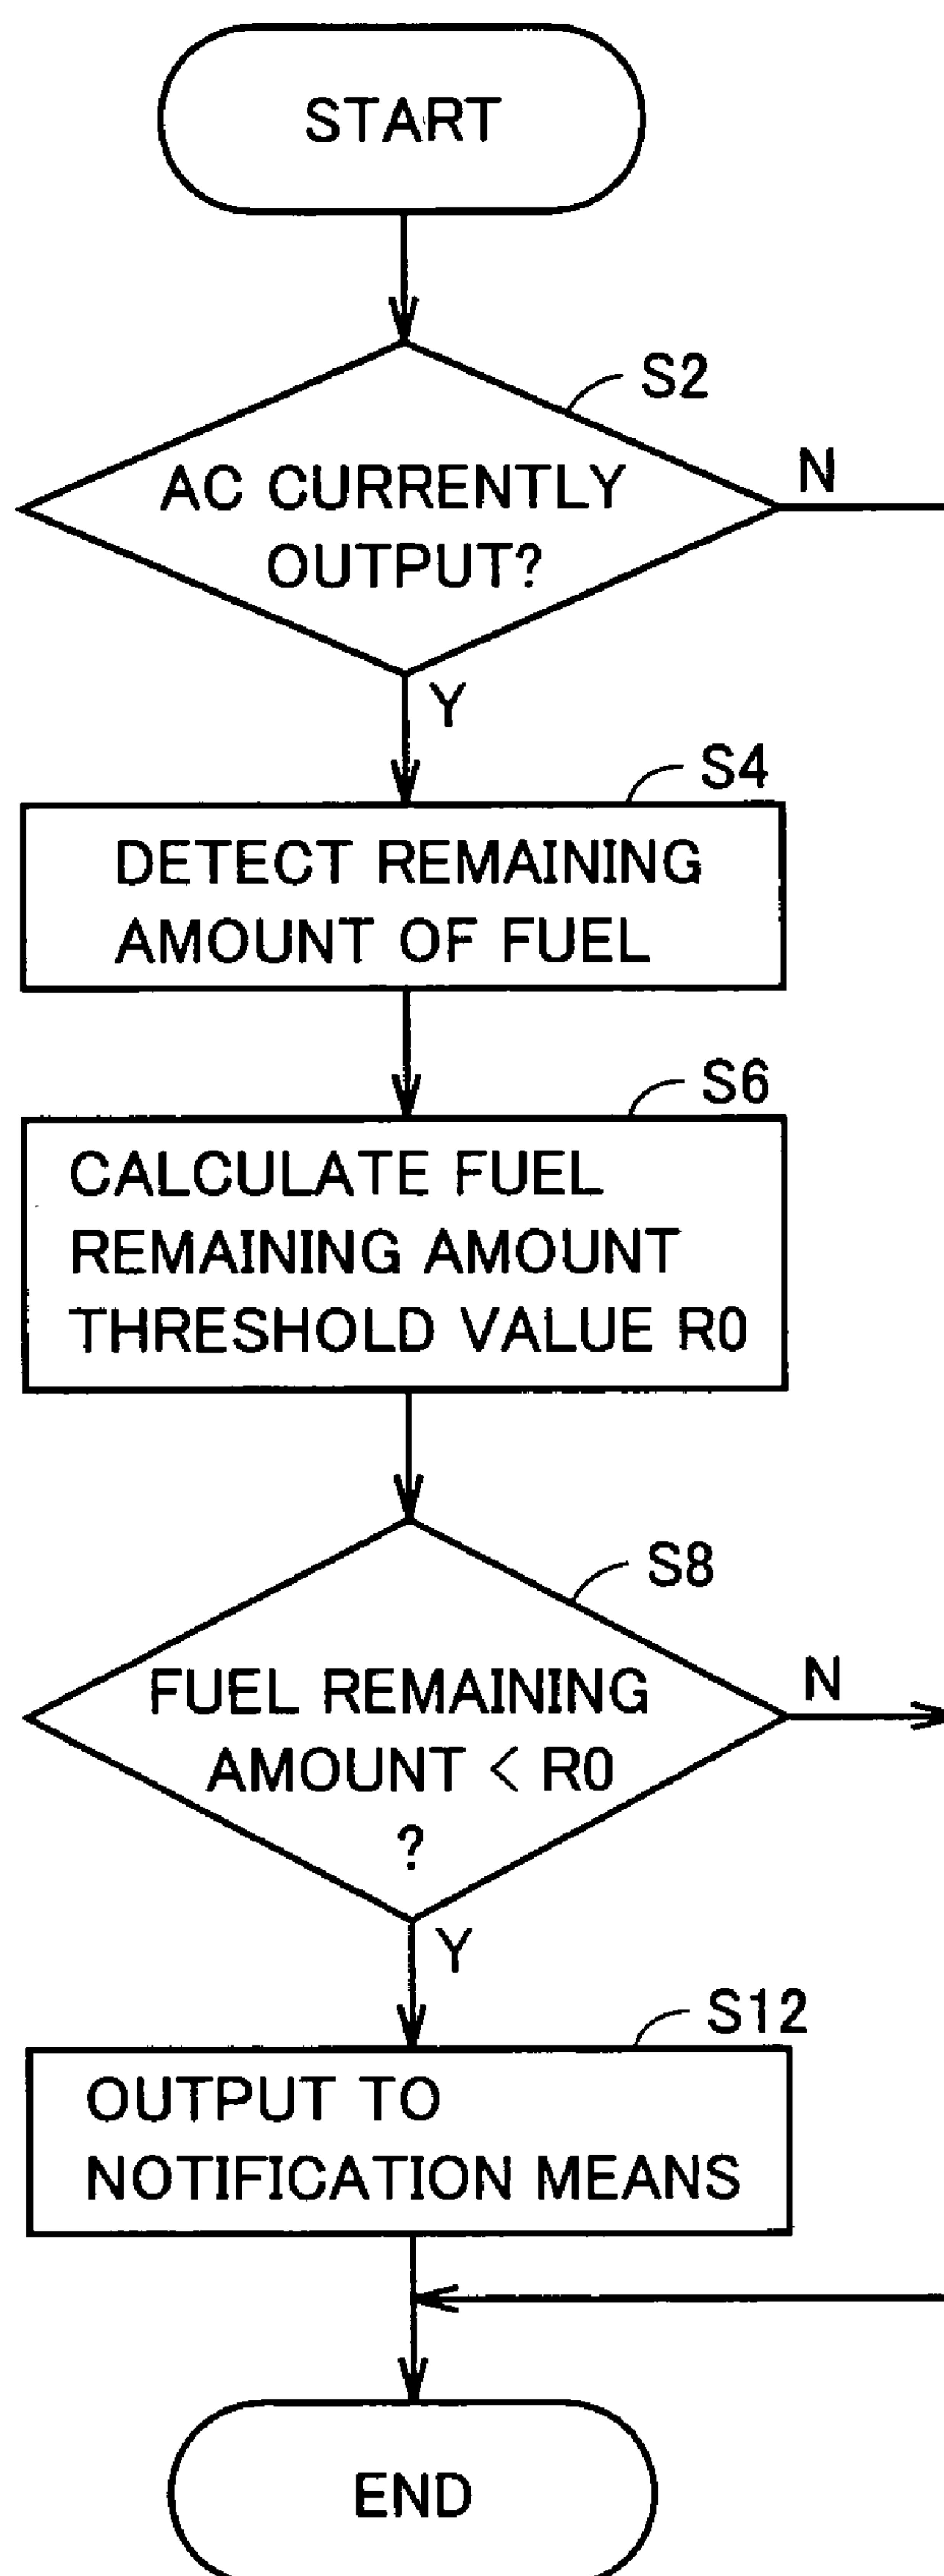 START
S2
AC CURRENTLY
OUTPUT?
N
Y
S4
DETECT REMAINING
AMOUNT OF FUEL
S6
CALCULATE FUEL
REMAINING AMOUNT
THRESHOLD VALUE R0
S8
FUEL REMAINING
AMOUNT < R0
?
N
Y
S12
OUTPUT TO
NOTIFICATION MEANS
END